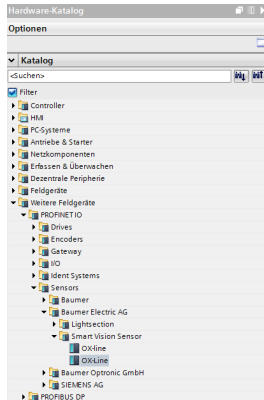 Hardware-Katalog
Optionen
Katalog
<Suchen>
Filter
Controller
HMI
PC-Systeme
Antriebe & Starter
Netzkomponenten
Erfassen & Überwachen
Dezentrale Peripherie
Feldgeräte
Weitere Feldgeräte
PROFINET IO
Drives
Encoders
Gateway
I/O
Ident Systems
Sensors
Baumer
Baumer Electric AG
Lightsection
Smart Vision Sensor
OX-line
OX-Line
Baumer Optronic GmbH
SIEMENS AG
PROFIBUS DP